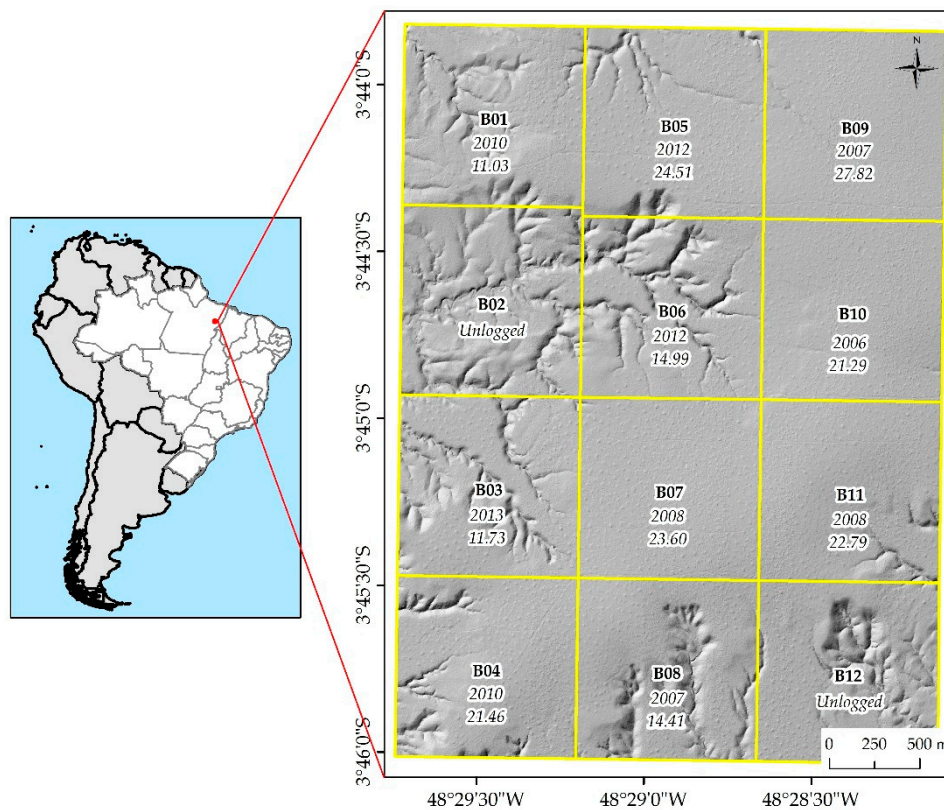 N
3°44'0"S
B01
2010
11.03
B05
2012
24.51
B09
2007
27.82
3°44'30"S
B02
Unlogged
B06
2012
14.99
B10
2006
21.29
3°45'0"S
B03
2013
11.73
B07
2008
23.60
B11
2008
22.79
3°45'30"S
B04
2010
21.46
B08
2007
14.41
B12
Unlogged
3°46'0"S
0 250 500 m
48°29'30"W 48°29'0"W 48°28'30"W